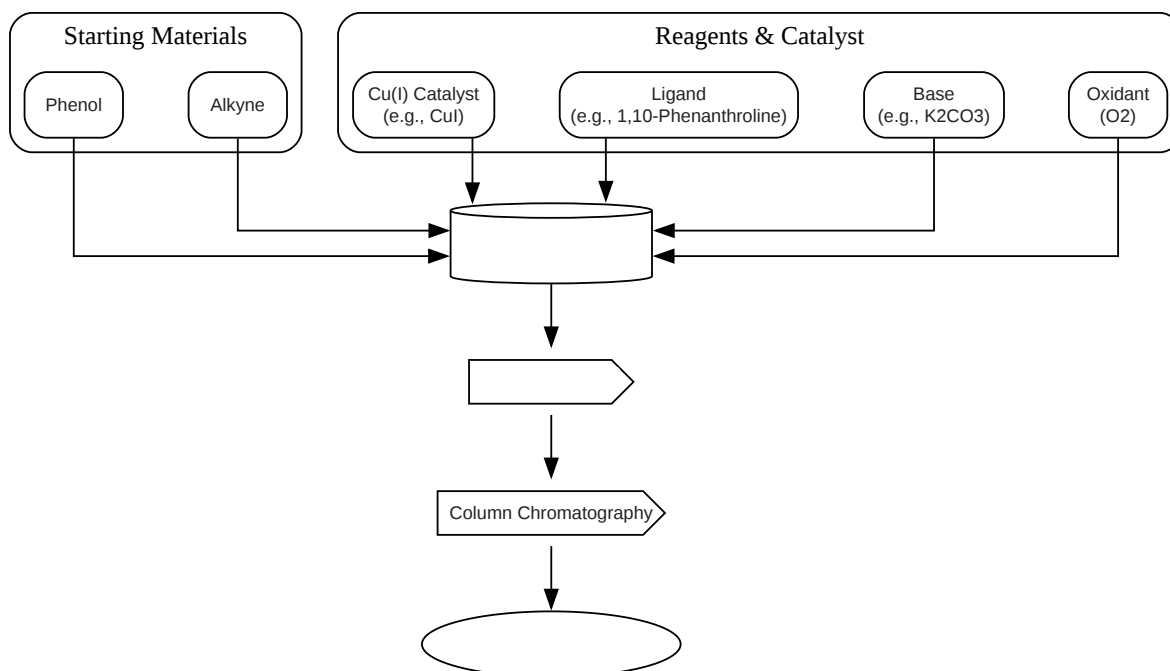 Starting Materials
Reagents & Catalyst
Phenol
Alkyne
Cu(I) Catalyst
(e.g., CuI)
Ligand
(e.g., 1,10-Phenanthroline)
Base
(e.g., K2CO3)
Oxidant
(O2)
Column Chromatography